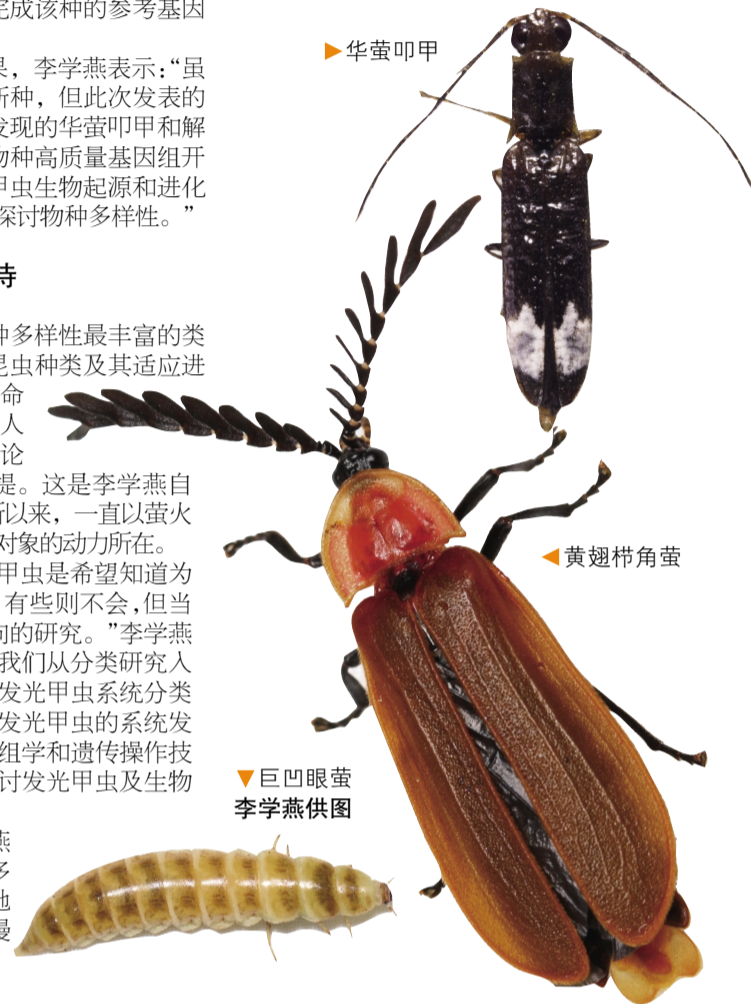 完成该种的参考基因
果，李学燕表示：“虽
新种，但此次发表的
发现的华萤叩甲和解
物种高质量基因组开
甲虫生物起源和进化
探讨物种多样性。”
诗
种多样性最丰富的类
昆虫种类及其适应进
命
人
论
提。这是李学燕自
所以来，一直以萤火
对象的动力所在。
甲虫是希望知道为
有些则不会，但当
向的研究。”李学燕
我们从分类研究入
发光甲虫系统分类
发光甲虫的系统发
组学和遗传操作技
讨发光甲虫及生物
燕
多
地
漫
▶华萤叩甲
◀黄翅栉角萤
▼巨凹眼萤
李学燕供图